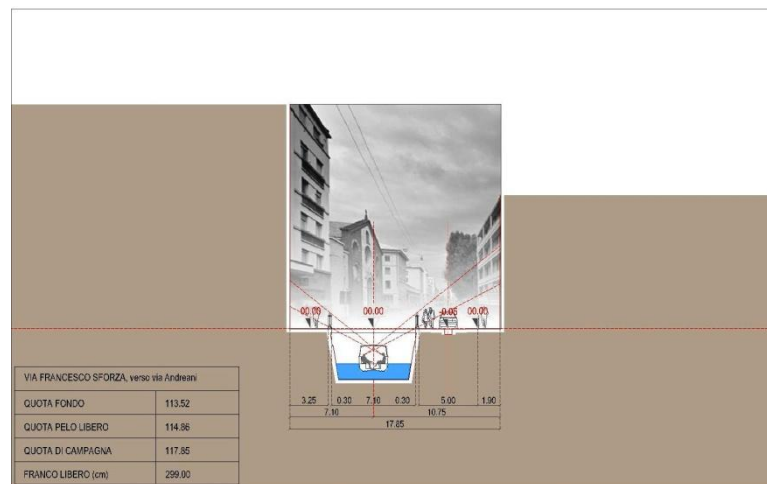 00.00 00.00 -0.05 00.00
VIA FRANCESCO SFORZA, verso via Andreani
QUOTA FONDO 113.52
QUOTA PELO LIBERO 114.86
QUOTA DI CAMPAGNA 117.85
FRANCO LIBERO (cm) 299.00
3.25 0.30 7.10 0.30 5.00 1.90
7.10 10.75
17.85